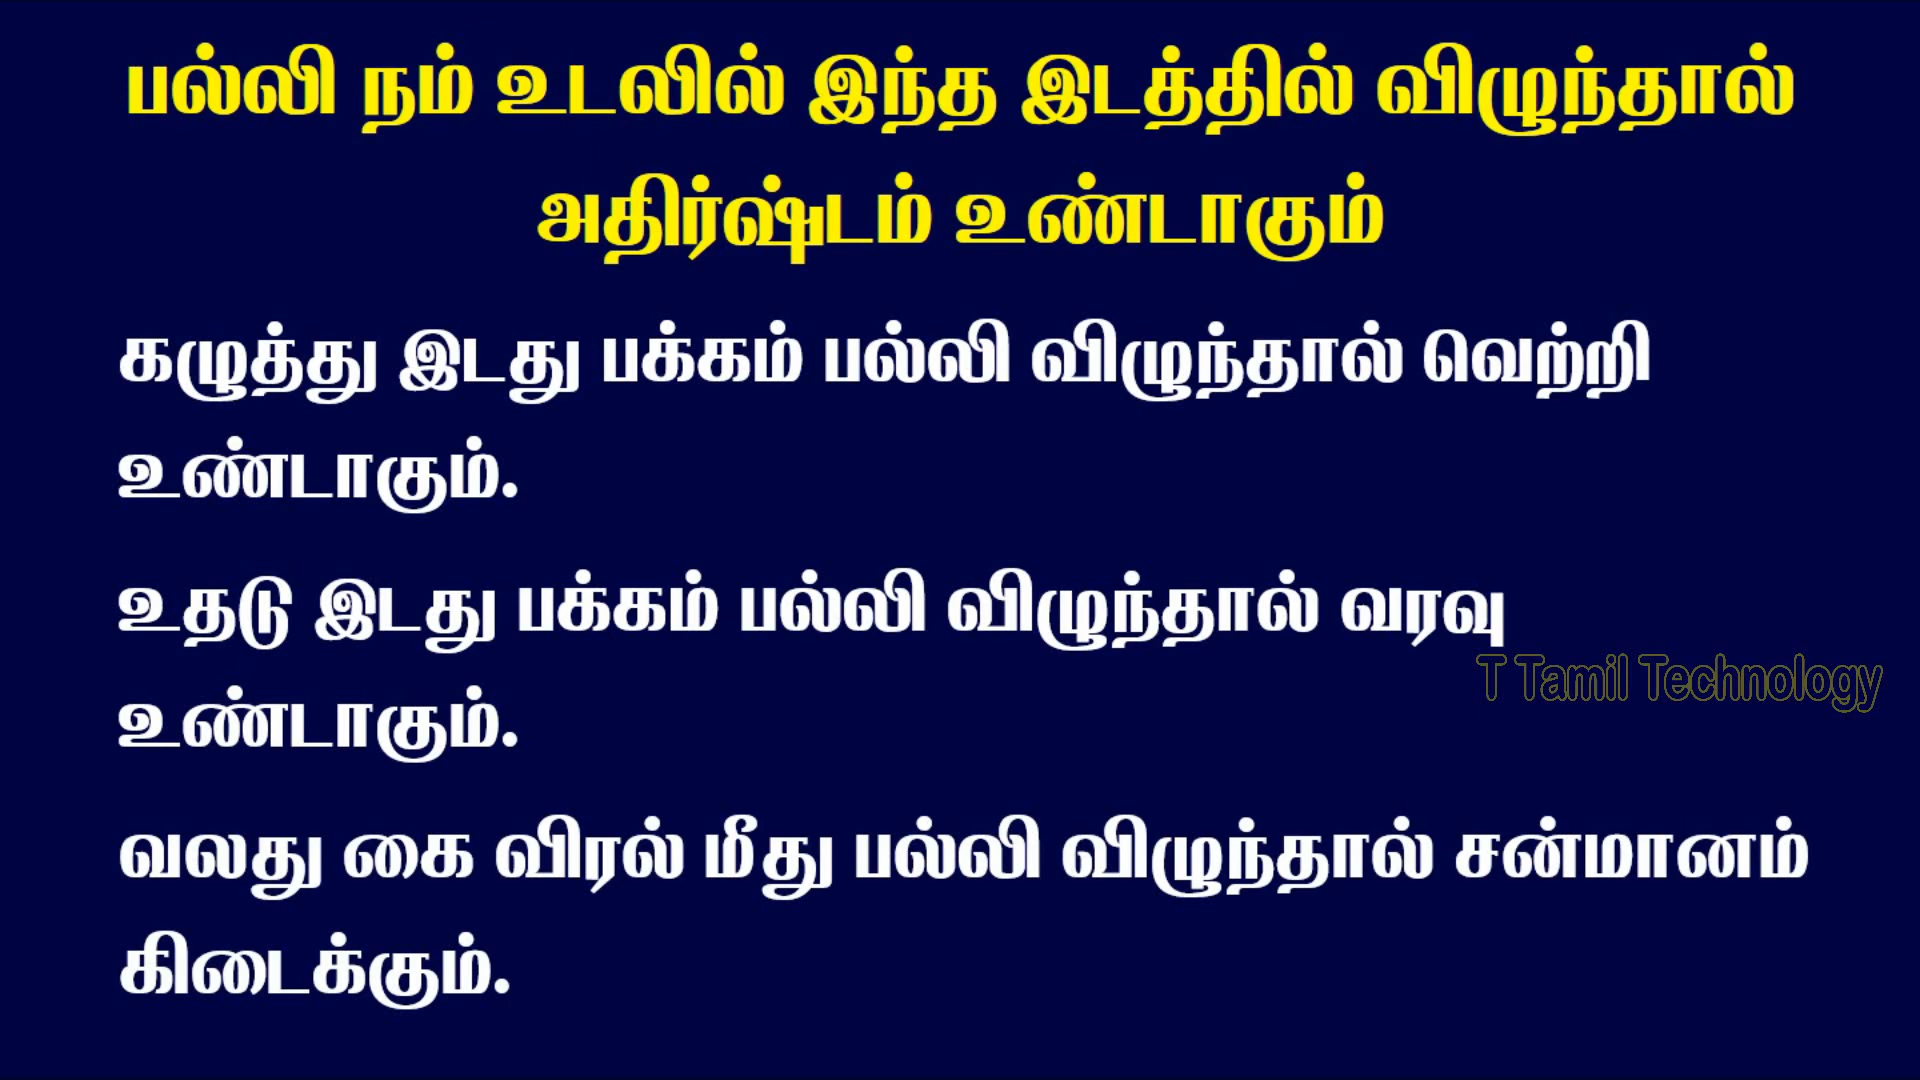 பல்லி நம் உடலில் இந்த இடத்தில் விழுந்தால்
அதிர்ஷ்டம் உண்டாகும்
கழுத்து இடது பக்கம் பல்லி விழுந்தால் வெற்றி
உண்டாகும்.
உதடு இடது பக்கம் பல்லி விழுந்தால் வரவு
T Tamil Technology
உண்டாகும்.
வலது கை விரல் மீது பல்லி விழுந்தால் சன்மானம்
கிடைக்கும்.